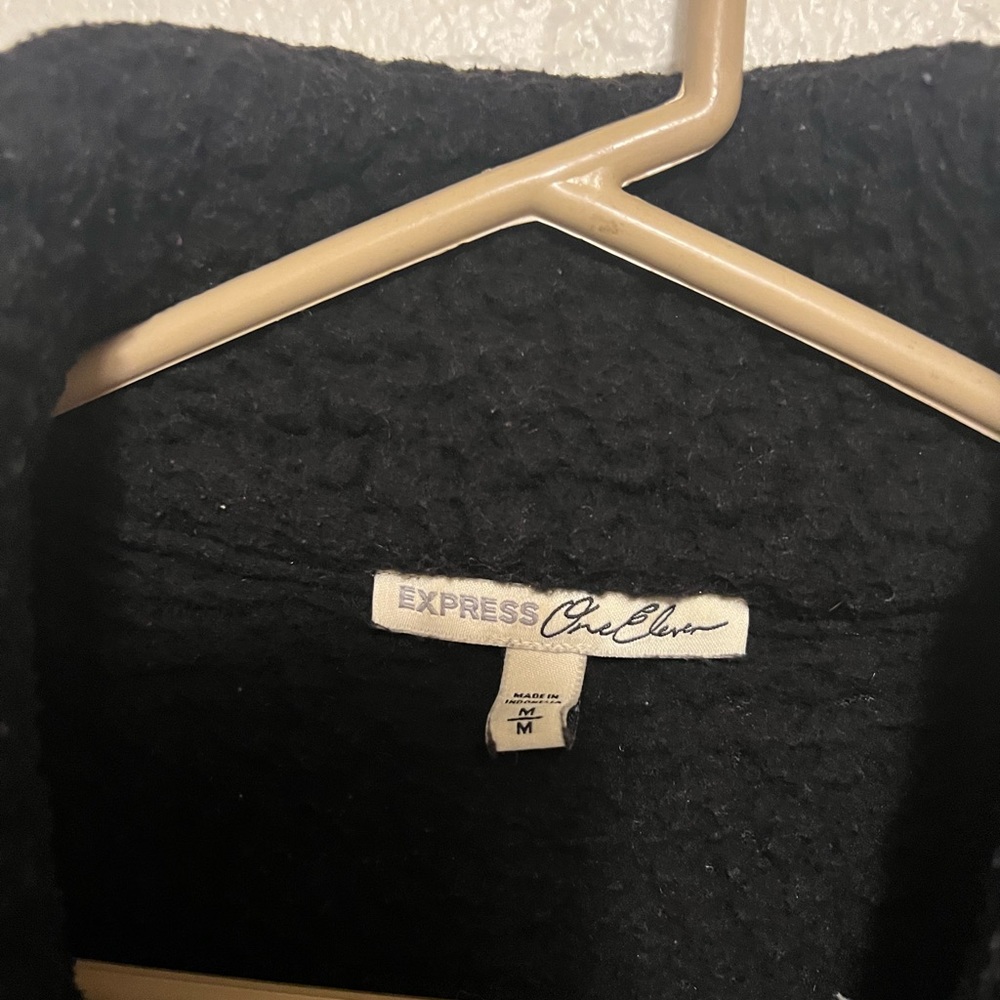 EXPRESS One Eleven
MADE IN
INDONESIA
M
M